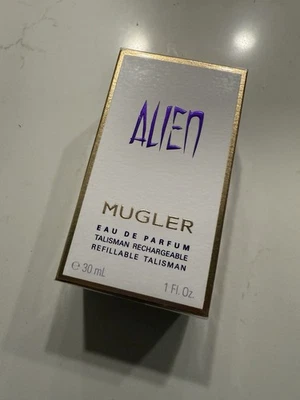 ALIEN
MUGLER
EAU DE PARFUM
TALISMAN RECHARGEABLE
REFILLABLE TALISMAN
℮ 30 mL 1 Fl. Oz.